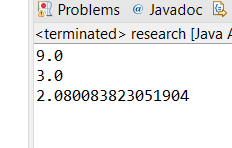 Problems @ Javadoc
<terminated> research [Java A
9.0
3.0
2.080083823051904